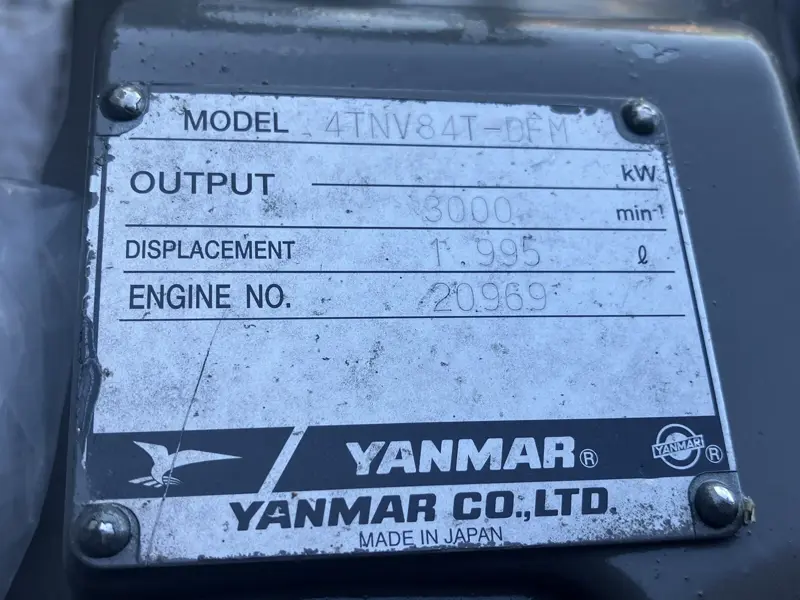 MODEL 4TNV84T-DFM
OUTPUT kW
3000 min-1
DISPLACEMENT 1.995 ℓ
ENGINE NO. 20969
YANMAR® YANMAR®
YANMAR CO.,LTD.
MADE IN JAPAN